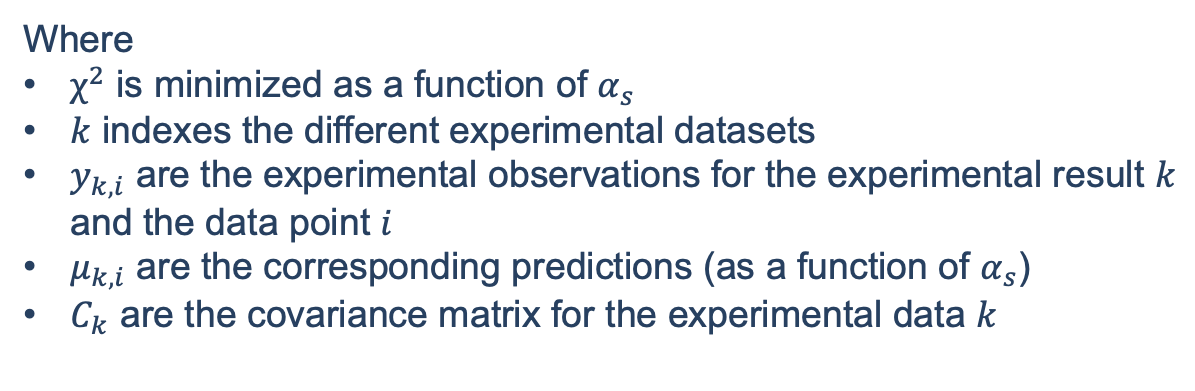 Where
• χ² is minimized as a function of αₛ
• k indexes the different experimental datasets
• yₖ,ᵢ are the experimental observations for the experimental result k
and the data point i
• μₖ,ᵢ are the corresponding predictions (as a function of αₛ)
• Cₖ are the covariance matrix for the experimental data k